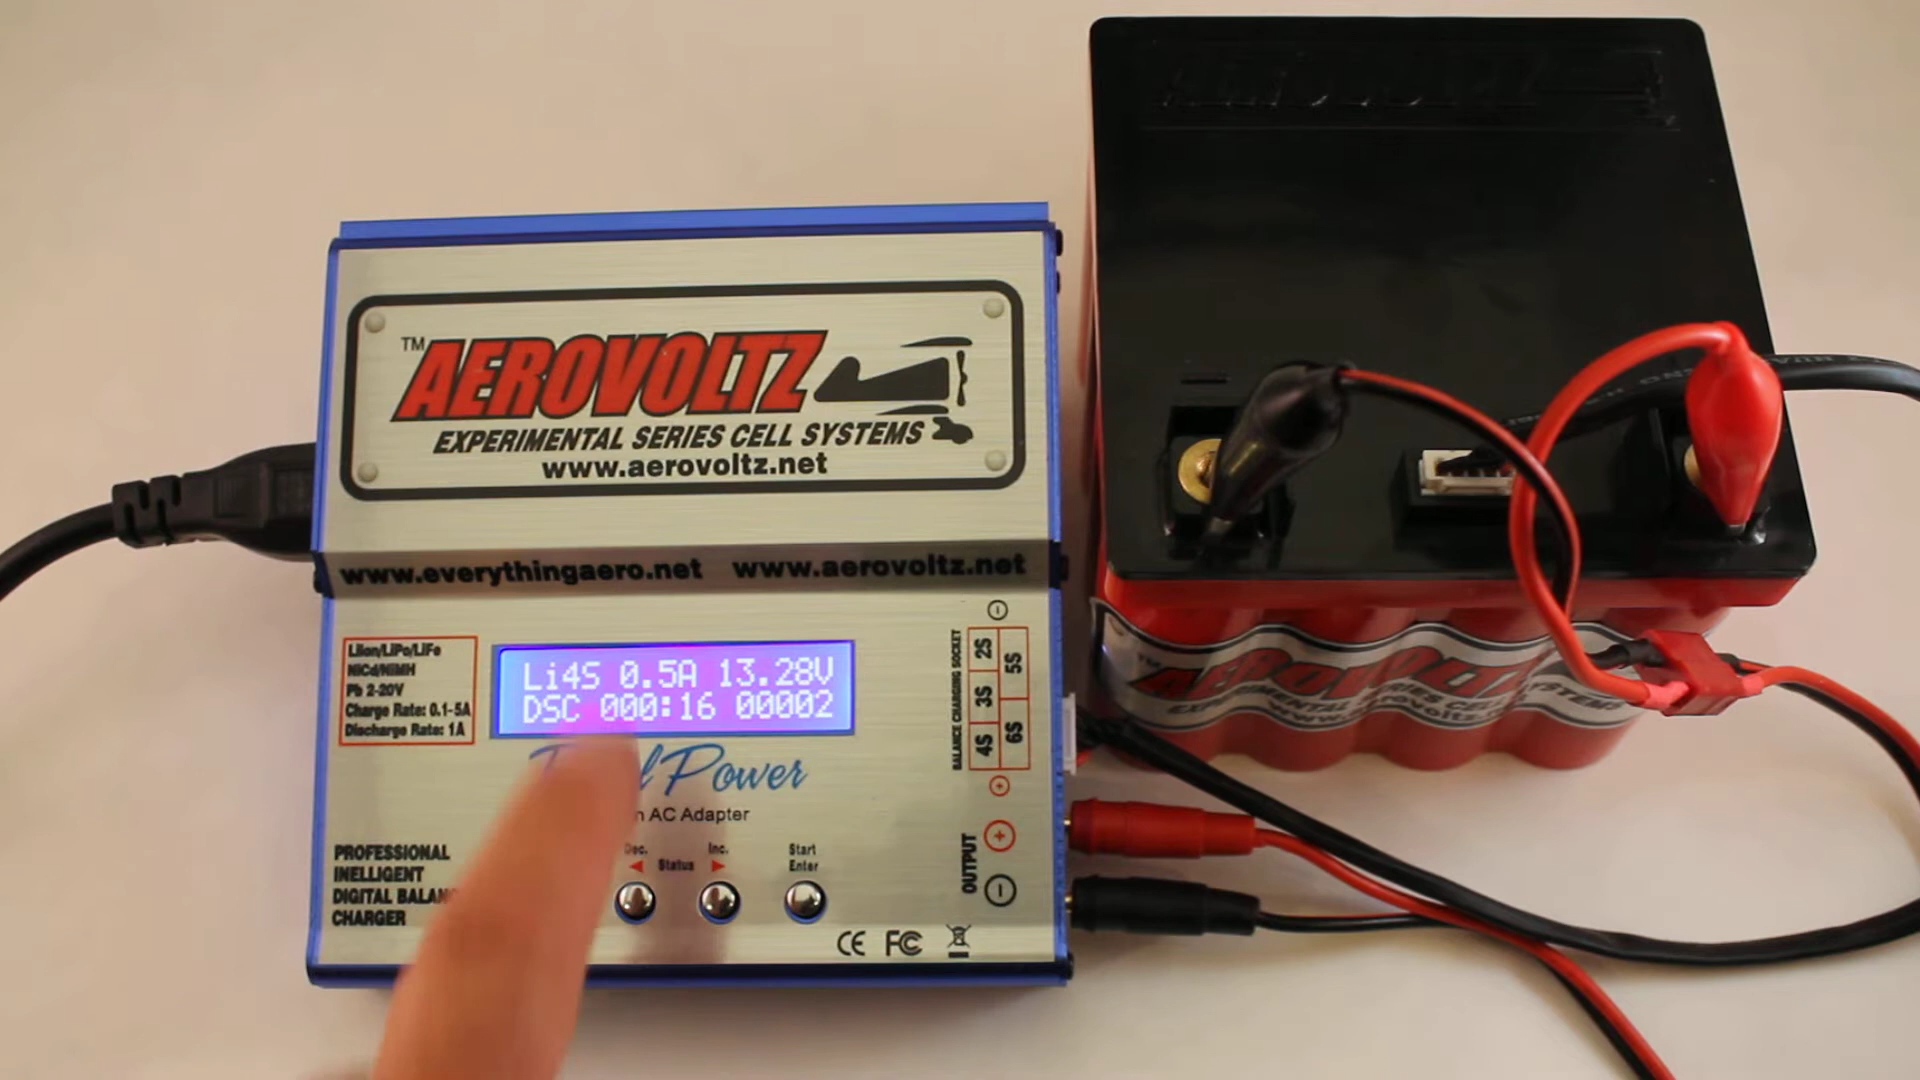 AEROVOLTZ
™AEROVOLTZ
EXPERIMENTAL SERIES CELL SYSTEMS
www.aerovoltz.net
www.everythingaero.net www.aerovoltz.net
LiIon/LiPo/LiFe
NiCd/NiMH
Pb 2-20V
Charge Rate: 0.1-5A
Discharge Rate: 1A
Li4S 0.5A 13.28V
DSC 000:16 00002
Power
AC Adapter
PROFESSIONAL
INELLIGENT
DIGITAL BALANC
CHARGER
Dec. Status Inc.
Start
Enter
BALANCE CHARGING SOCKET
2S
3S
4S
5S
6S
OUTPUT
+
−
CE FC
™AEROVOLTZ